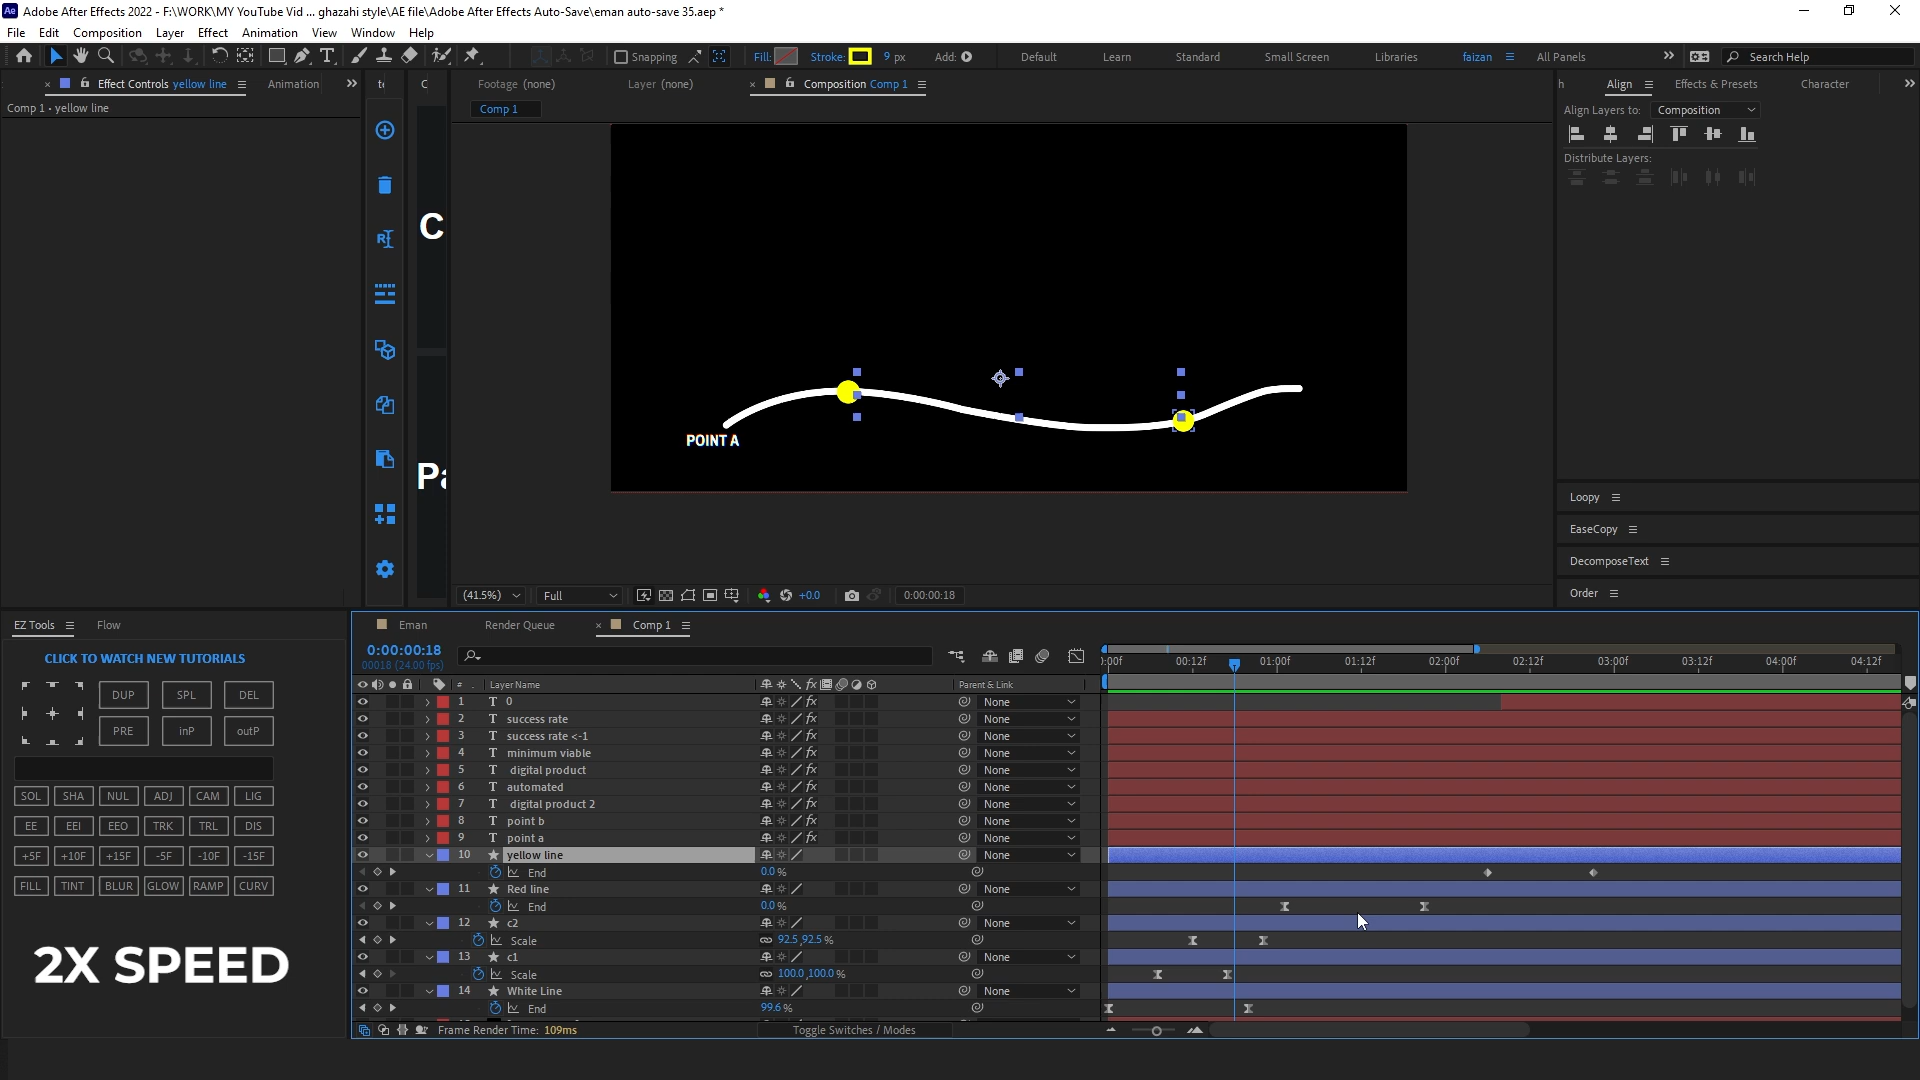 Adobe After Effects 2022 - F:\WORK\MY YouTube Vid ... ghazahi style\AE file\Adobe After Effects Auto-Save\eman auto-save 35.aep *
File Edit Composition Layer Effect Animation View Window Help
Snapping Fill: Stroke: 9 px Add: Default Learn Standard Small Screen Libraries faizan All Panels Search Help
Effect Controls yellow line Animation
Footage (none) Layer (none) Composition Comp 1
Align Effects & Presets Character
Comp 1 • yellow line
Comp 1
Align Layers to: Composition
Distribute Layers:
C
POINT A
Pa
Loopy
EaseCopy
DecomposeText
Order
(41.5%) Full +0.0 0:00:00:18
EZ Tools Flow
Eman Render Queue Comp 1
CLICK TO WATCH NEW TUTORIALS
DUP SPL DEL
PRE inP outP
SOL SHA NUL ADJ CAM LIG
EE EEI EEO TRK TRL DIS
+5F +10F +15F -5F -10F -15F
FILL TINT BLUR GLOW RAMP CURV
2X SPEED
0:00:00:18
00018 (24.00 fps)
00:12f 01:00f 01:12f 02:00f 02:12f 03:00f 03:12f 04:00f 04:12f
# Layer Name Parent & Link
1 T 0 None
2 T success rate None
3 T success rate <-1 None
4 T minimum viable None
5 T digital product None
6 T automated None
7 T digital product 2 None
8 T point b None
9 T point a None
10 yellow line None
End 0.0 %
11 Red line None
End 0.0 %
12 c2 None
Scale 92.5,92.5 %
13 c1 None
Scale 100.0,100.0 %
14 White Line None
End 99.6 %
Frame Render Time: 109ms Toggle Switches / Modes